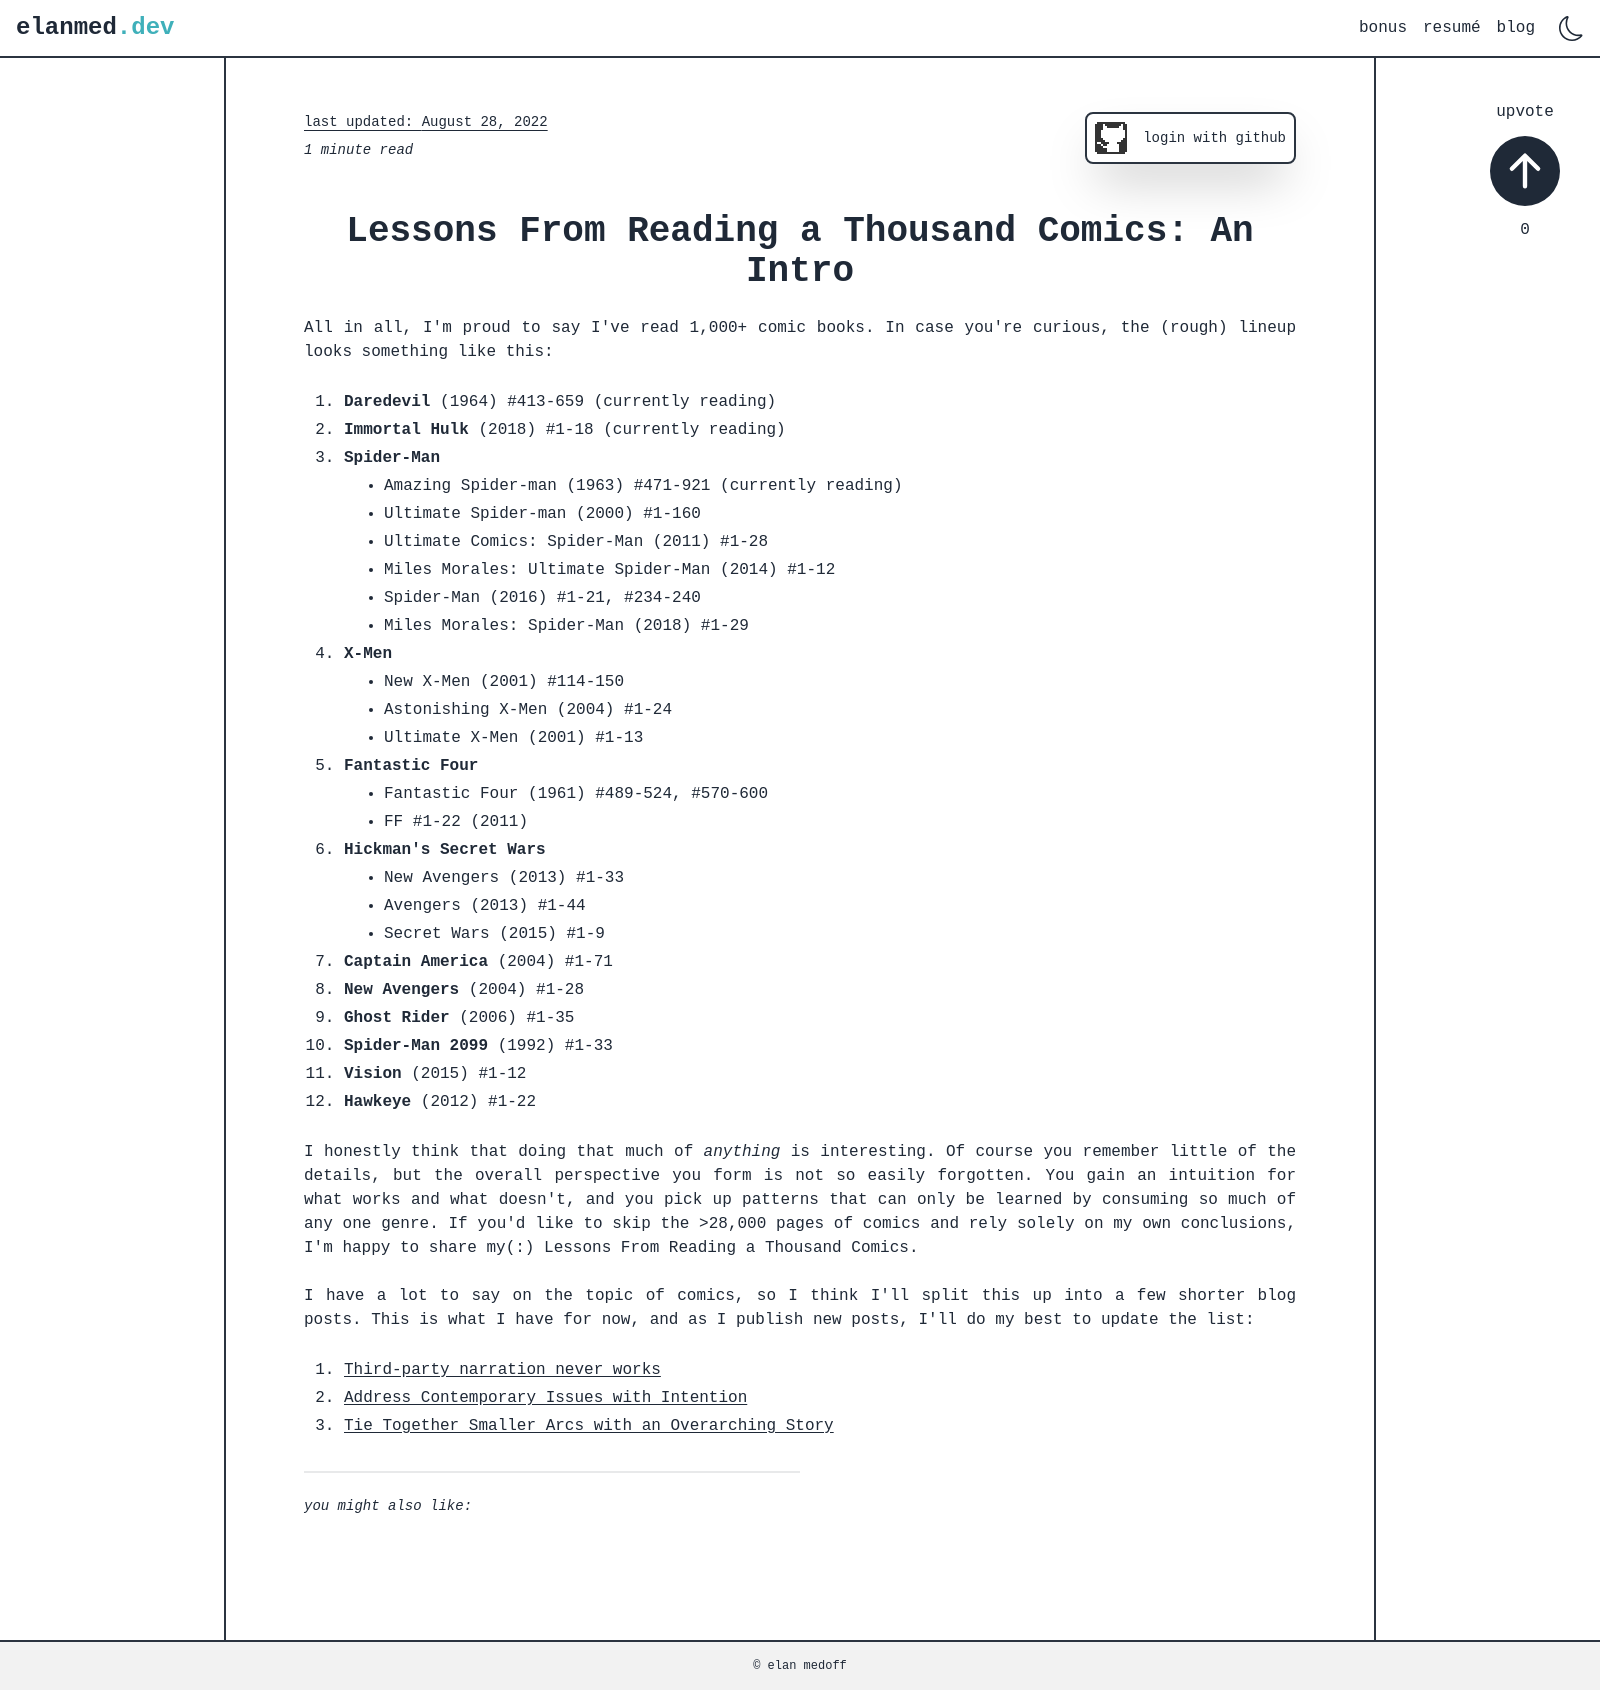 elanmed.dev
bonus resumé blog
last updated: August 28, 2022
1 minute read
login with github
upvote
0
Lessons From Reading a Thousand Comics: An
Intro
All in all, I'm proud to say I've read 1,000+ comic books. In case you're curious, the (rough) lineup
looks something like this:
1. Daredevil (1964) #413-659 (currently reading)
2. Immortal Hulk (2018) #1-18 (currently reading)
3. Spider-Man
• Amazing Spider-man (1963) #471-921 (currently reading)
• Ultimate Spider-man (2000) #1-160
• Ultimate Comics: Spider-Man (2011) #1-28
• Miles Morales: Ultimate Spider-Man (2014) #1-12
• Spider-Man (2016) #1-21, #234-240
• Miles Morales: Spider-Man (2018) #1-29
4. X-Men
• New X-Men (2001) #114-150
• Astonishing X-Men (2004) #1-24
• Ultimate X-Men (2001) #1-13
5. Fantastic Four
• Fantastic Four (1961) #489-524, #570-600
• FF #1-22 (2011)
6. Hickman's Secret Wars
• New Avengers (2013) #1-33
• Avengers (2013) #1-44
• Secret Wars (2015) #1-9
7. Captain America (2004) #1-71
8. New Avengers (2004) #1-28
9. Ghost Rider (2006) #1-35
10. Spider-Man 2099 (1992) #1-33
11. Vision (2015) #1-12
12. Hawkeye (2012) #1-22
I honestly think that doing that much of anything is interesting. Of course you remember little of the
details, but the overall perspective you form is not so easily forgotten. You gain an intuition for
what works and what doesn't, and you pick up patterns that can only be learned by consuming so much of
any one genre. If you'd like to skip the >28,000 pages of comics and rely solely on my own conclusions,
I'm happy to share my(:) Lessons From Reading a Thousand Comics.
I have a lot to say on the topic of comics, so I think I'll split this up into a few shorter blog
posts. This is what I have for now, and as I publish new posts, I'll do my best to update the list:
1. Third-party narration never works
2. Address Contemporary Issues with Intention
3. Tie Together Smaller Arcs with an Overarching Story
you might also like:
© elan medoff